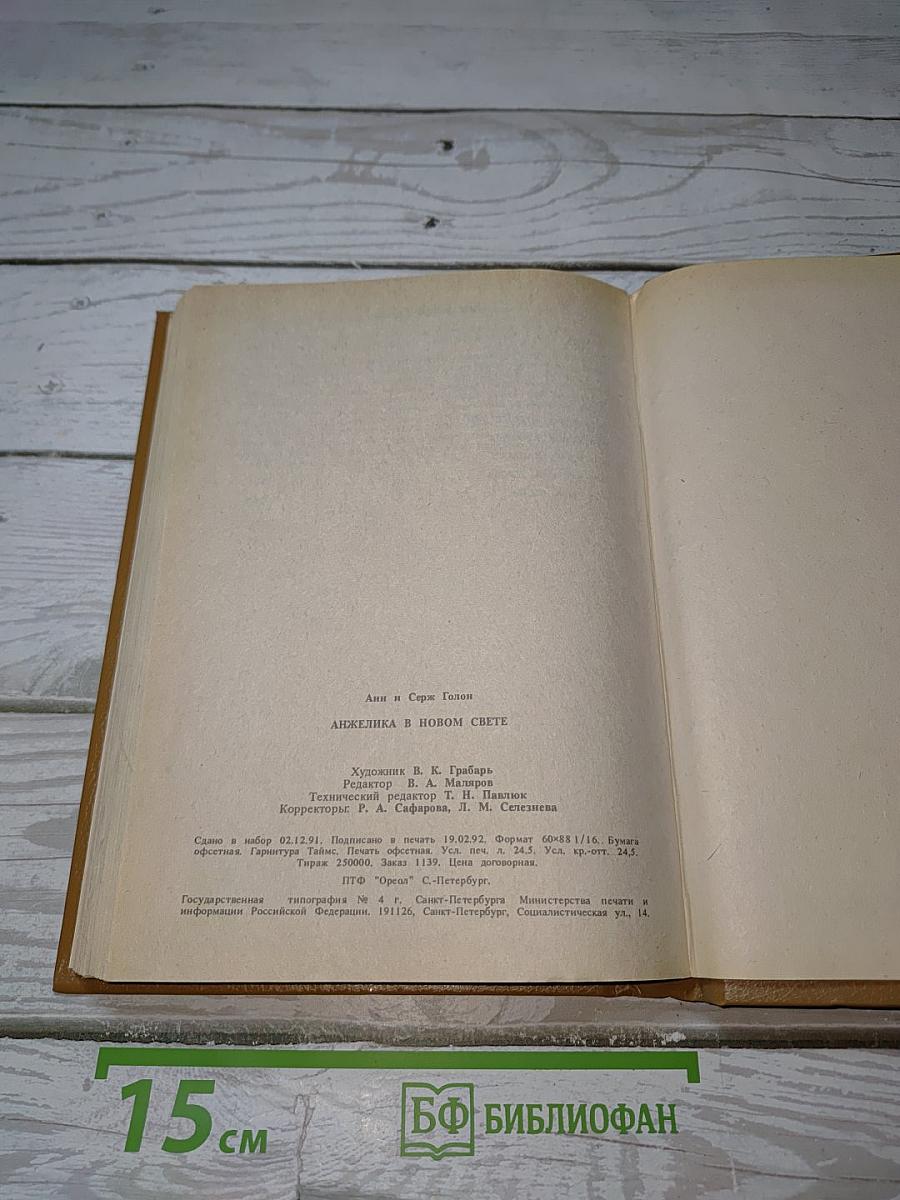 Анн и Серж Голон
АНЖЕЛИКА В НОВОМ СВЕТЕ
Художник В. К. Грабарь
Редактор В. А. Маляров
Технический редактор Т. Н. Павлюк
Корректоры: Р. А. Сафарова, Л. М. Селезнева
Сдано в набор 02.12.91. Подписано в печать 19.02.92. Формат 60×88 1/16. Бумага
офсетная. Гарнитура Таймс. Печать офсетная. Усл. печ. л. 24,5. Усл. кр.-отт. 24,5.
Тираж 250000. Заказ 1139. Цена договорная.
ПТФ "Ореол" С.-Петербург.
Государственная типография № 4 г. Санкт-Петербурга Министерства печати и
информации Российской Федерации. 191126, Санкт-Петербург, Социалистическая ул., 14.
15 см
БФ БИБЛИОФАН